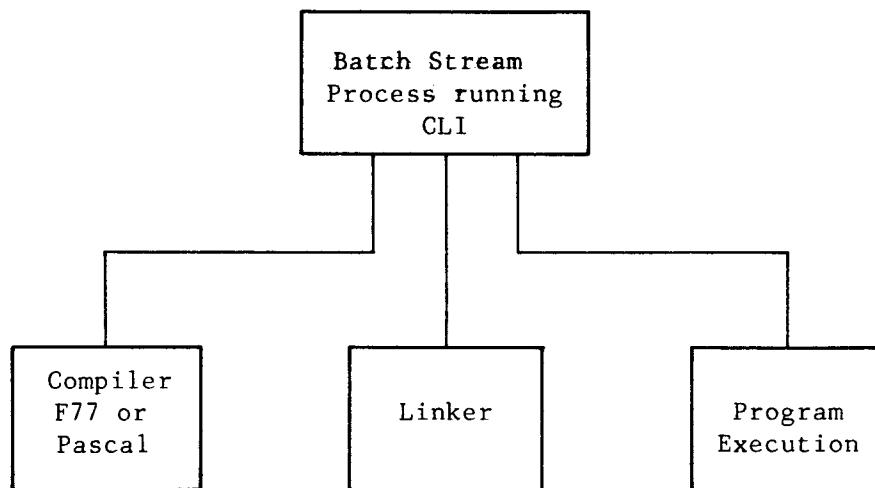 Batch Stream
Process running
CLI
Compiler
F77 or
Pascal
Linker
Program
Execution